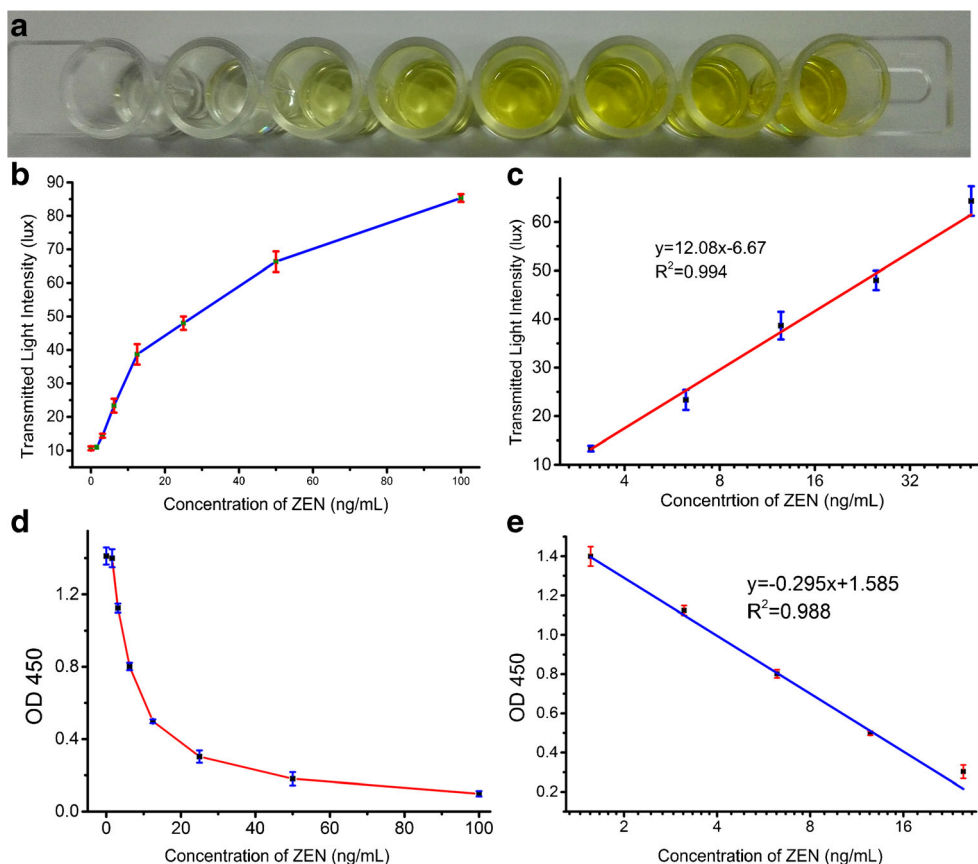 a
b
90
80
70
60
50
40
30
20
10
0
20
40
60
80
100
Transmitted Light Intensity (lux)
Concentration of ZEN (ng/mL)
c
60
50
40
30
20
10
4
8
16
32
Transmitted Light Intensity (lux)
Concentrtion of ZEN (ng/mL)
y=12.08x-6.67
R²=0.994
d
1.2
0.8
0.4
0.0
0
20
40
60
80
100
OD 450
Concentration of ZEN (ng/mL)
e
1.4
1.2
1.0
0.8
0.6
0.4
0.2
2
4
8
16
OD 450
Concentration of ZEN (ng/mL)
y=-0.295x+1.585
R²=0.988